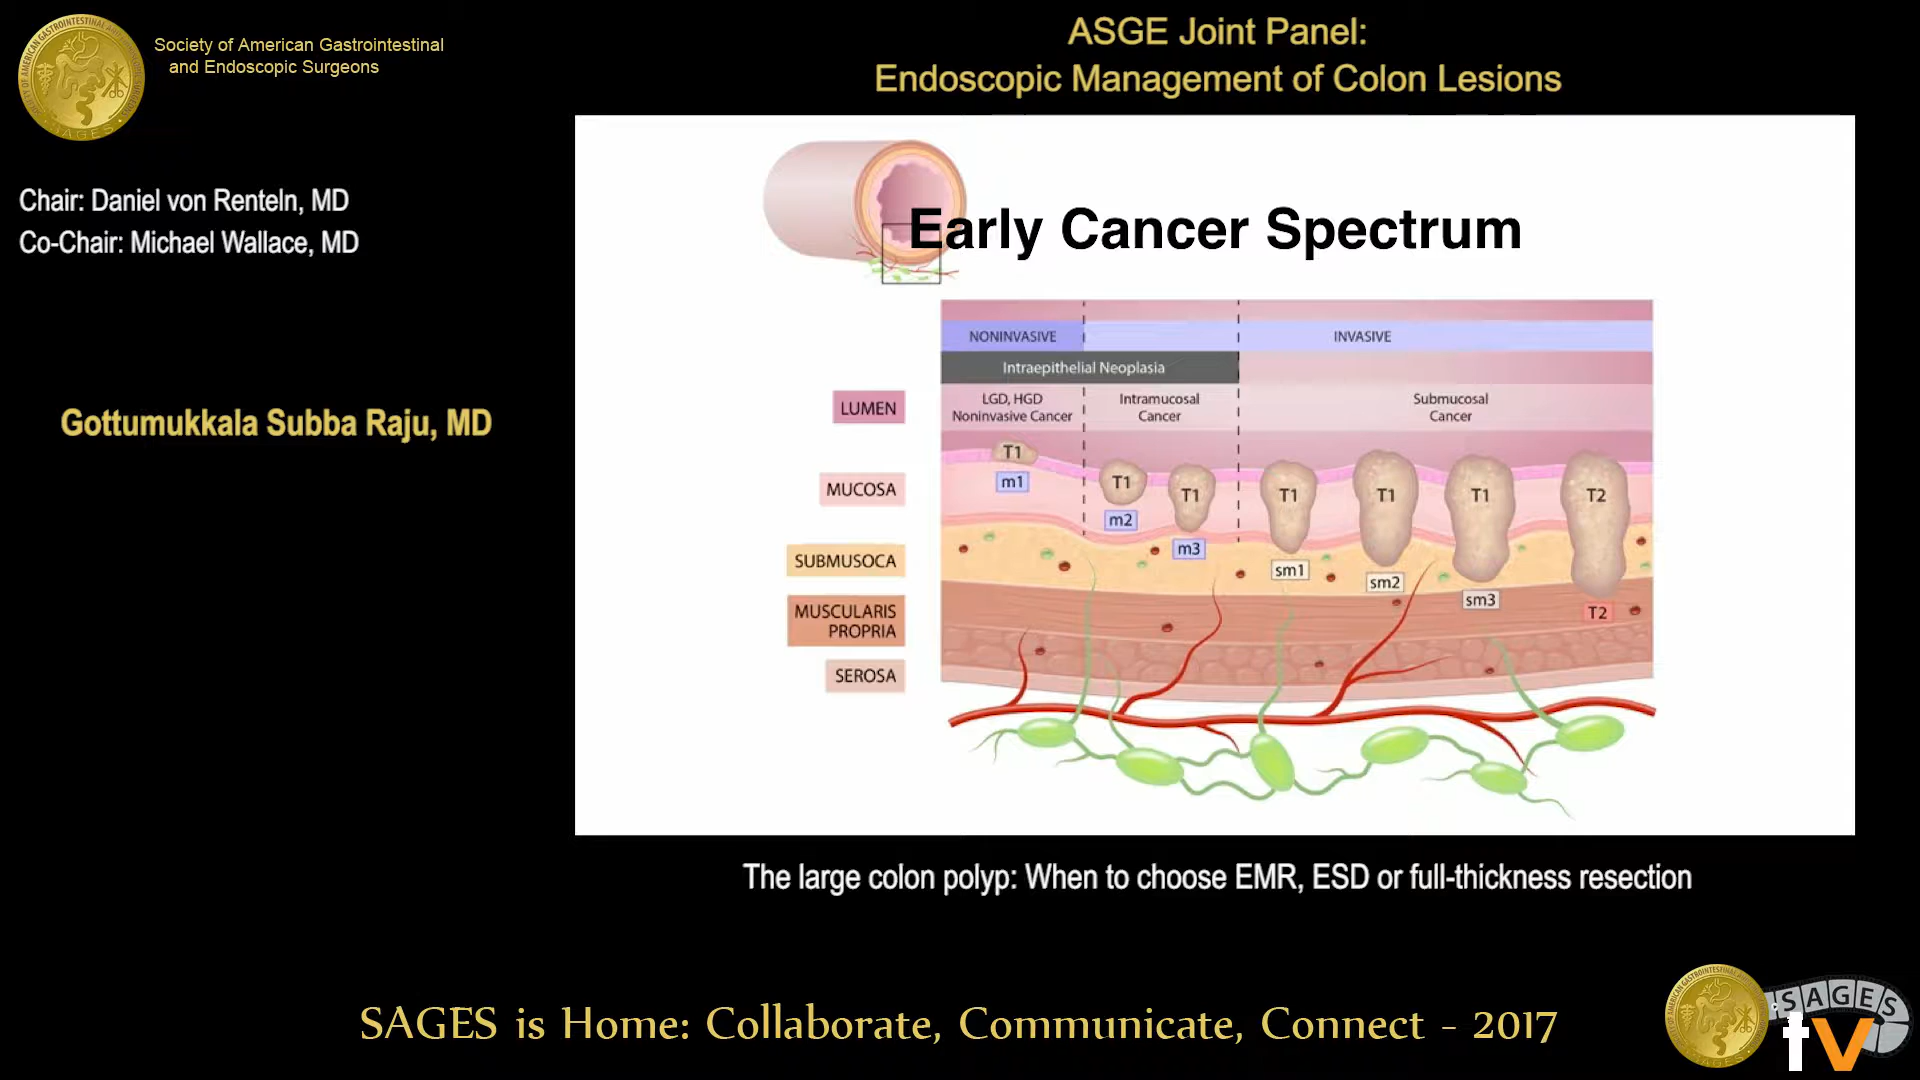 Society of American Gastrointestinal
and Endoscopic Surgeons
ASGE Joint Panel:
Endoscopic Management of Colon Lesions
Chair: Daniel von Renteln, MD
Co-Chair: Michael Wallace, MD
Gottumukkala Subba Raju, MD
Early Cancer Spectrum
NONINVASIVE
INVASIVE
Intraepithelial Neoplasia
LGD, HGD
Noninvasive Cancer
Intramucosal
Cancer
Submucosal
Cancer
LUMEN
MUCOSA
SUBMUSOCA
MUSCULARIS
PROPRIA
SEROSA
T1
m1
T1
m2
T1
m3
T1
sm1
T1
sm2
T1
sm3
T2
T2
The large colon polyp: When to choose EMR, ESD or full-thickness resection
SAGES is Home: Collaborate, Communicate, Connect - 2017
SAGES
tv